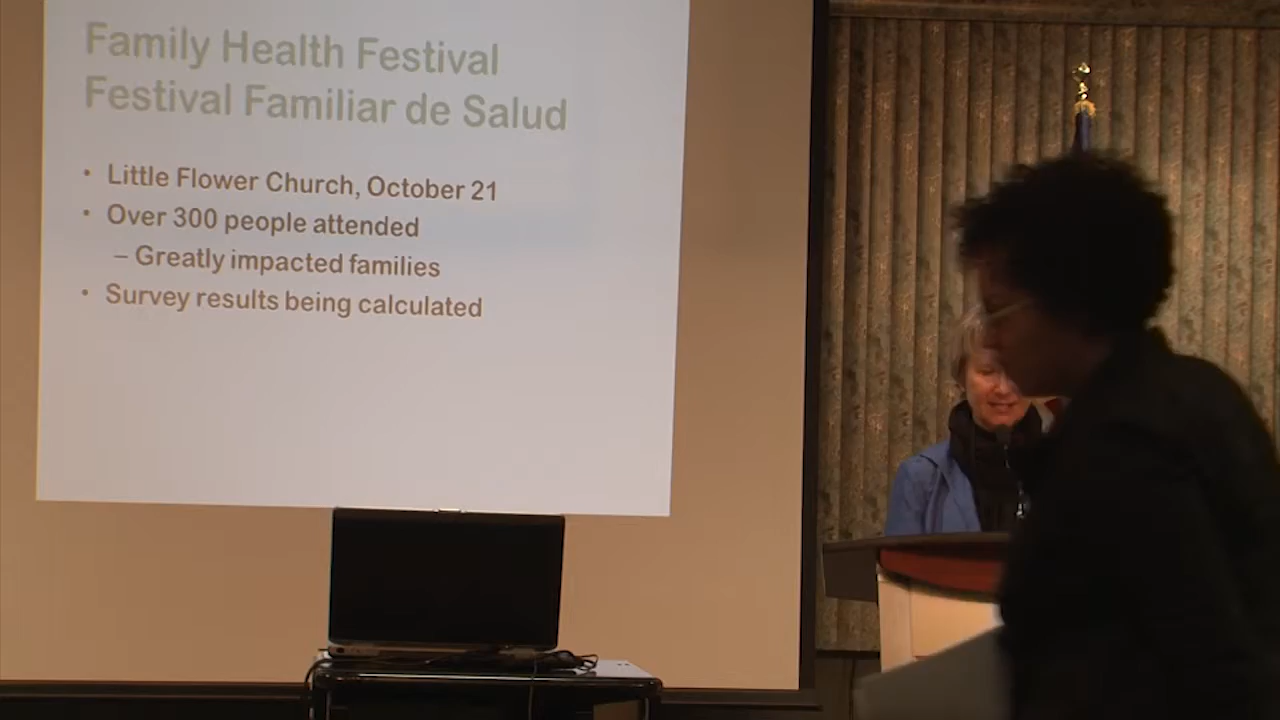 Family Health Festival
Festival Familiar de Salud
• Little Flower Church, October 21
• Over 300 people attended
– Greatly impacted families
• Survey results being calculated